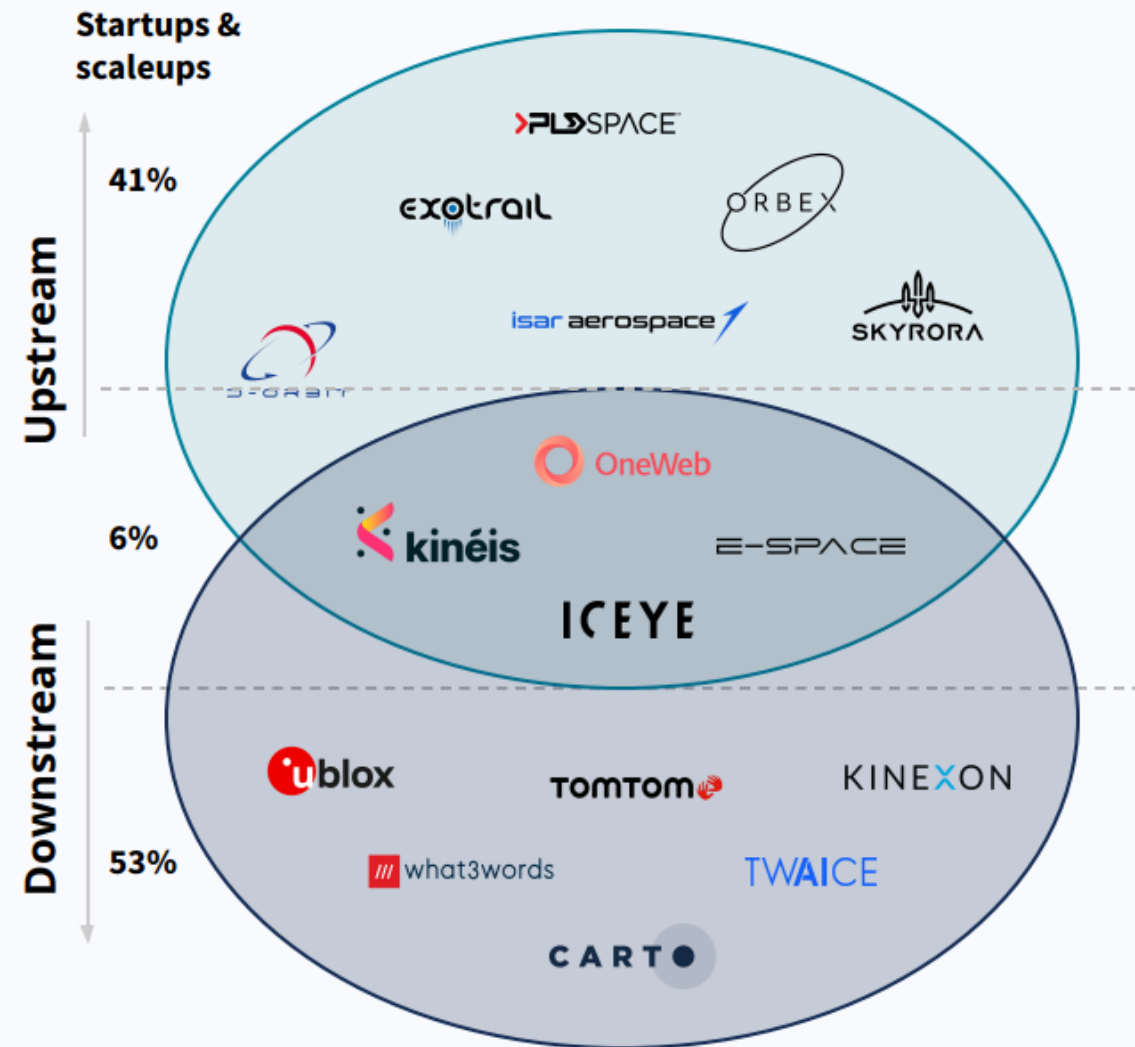 Startups &
scaleups
PLDSPACE
41%
exotrail
ORBEX
Upstream
isar aerospace
SKYRORA
D-ORBIT
OneWeb
6%
kinéis
E-SPACE
ICEYE
Downstream
ublox
TOMTOM
KINEXON
53%
what3words
TWAICE
CARTO